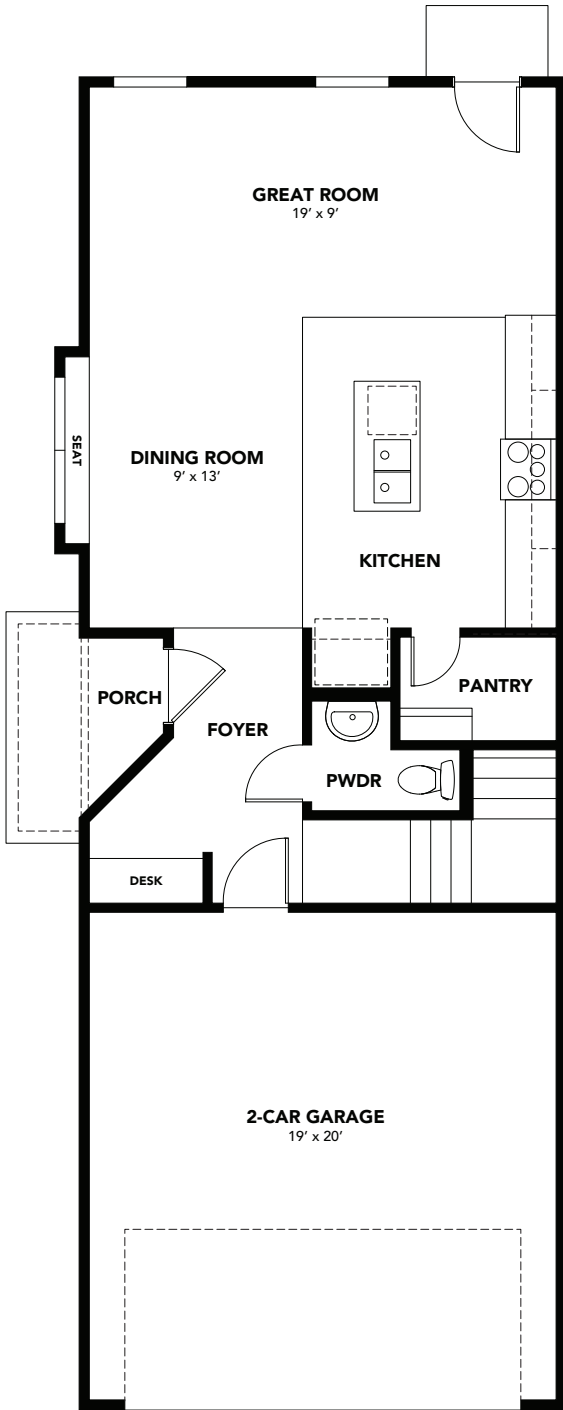 GREAT ROOM
19’ x 9’
SEAT
DINING ROOM
9’ x 13’
KITCHEN
PANTRY
PORCH
FOYER
PWDR
DESK
2-CAR GARAGE
19’ x 20’